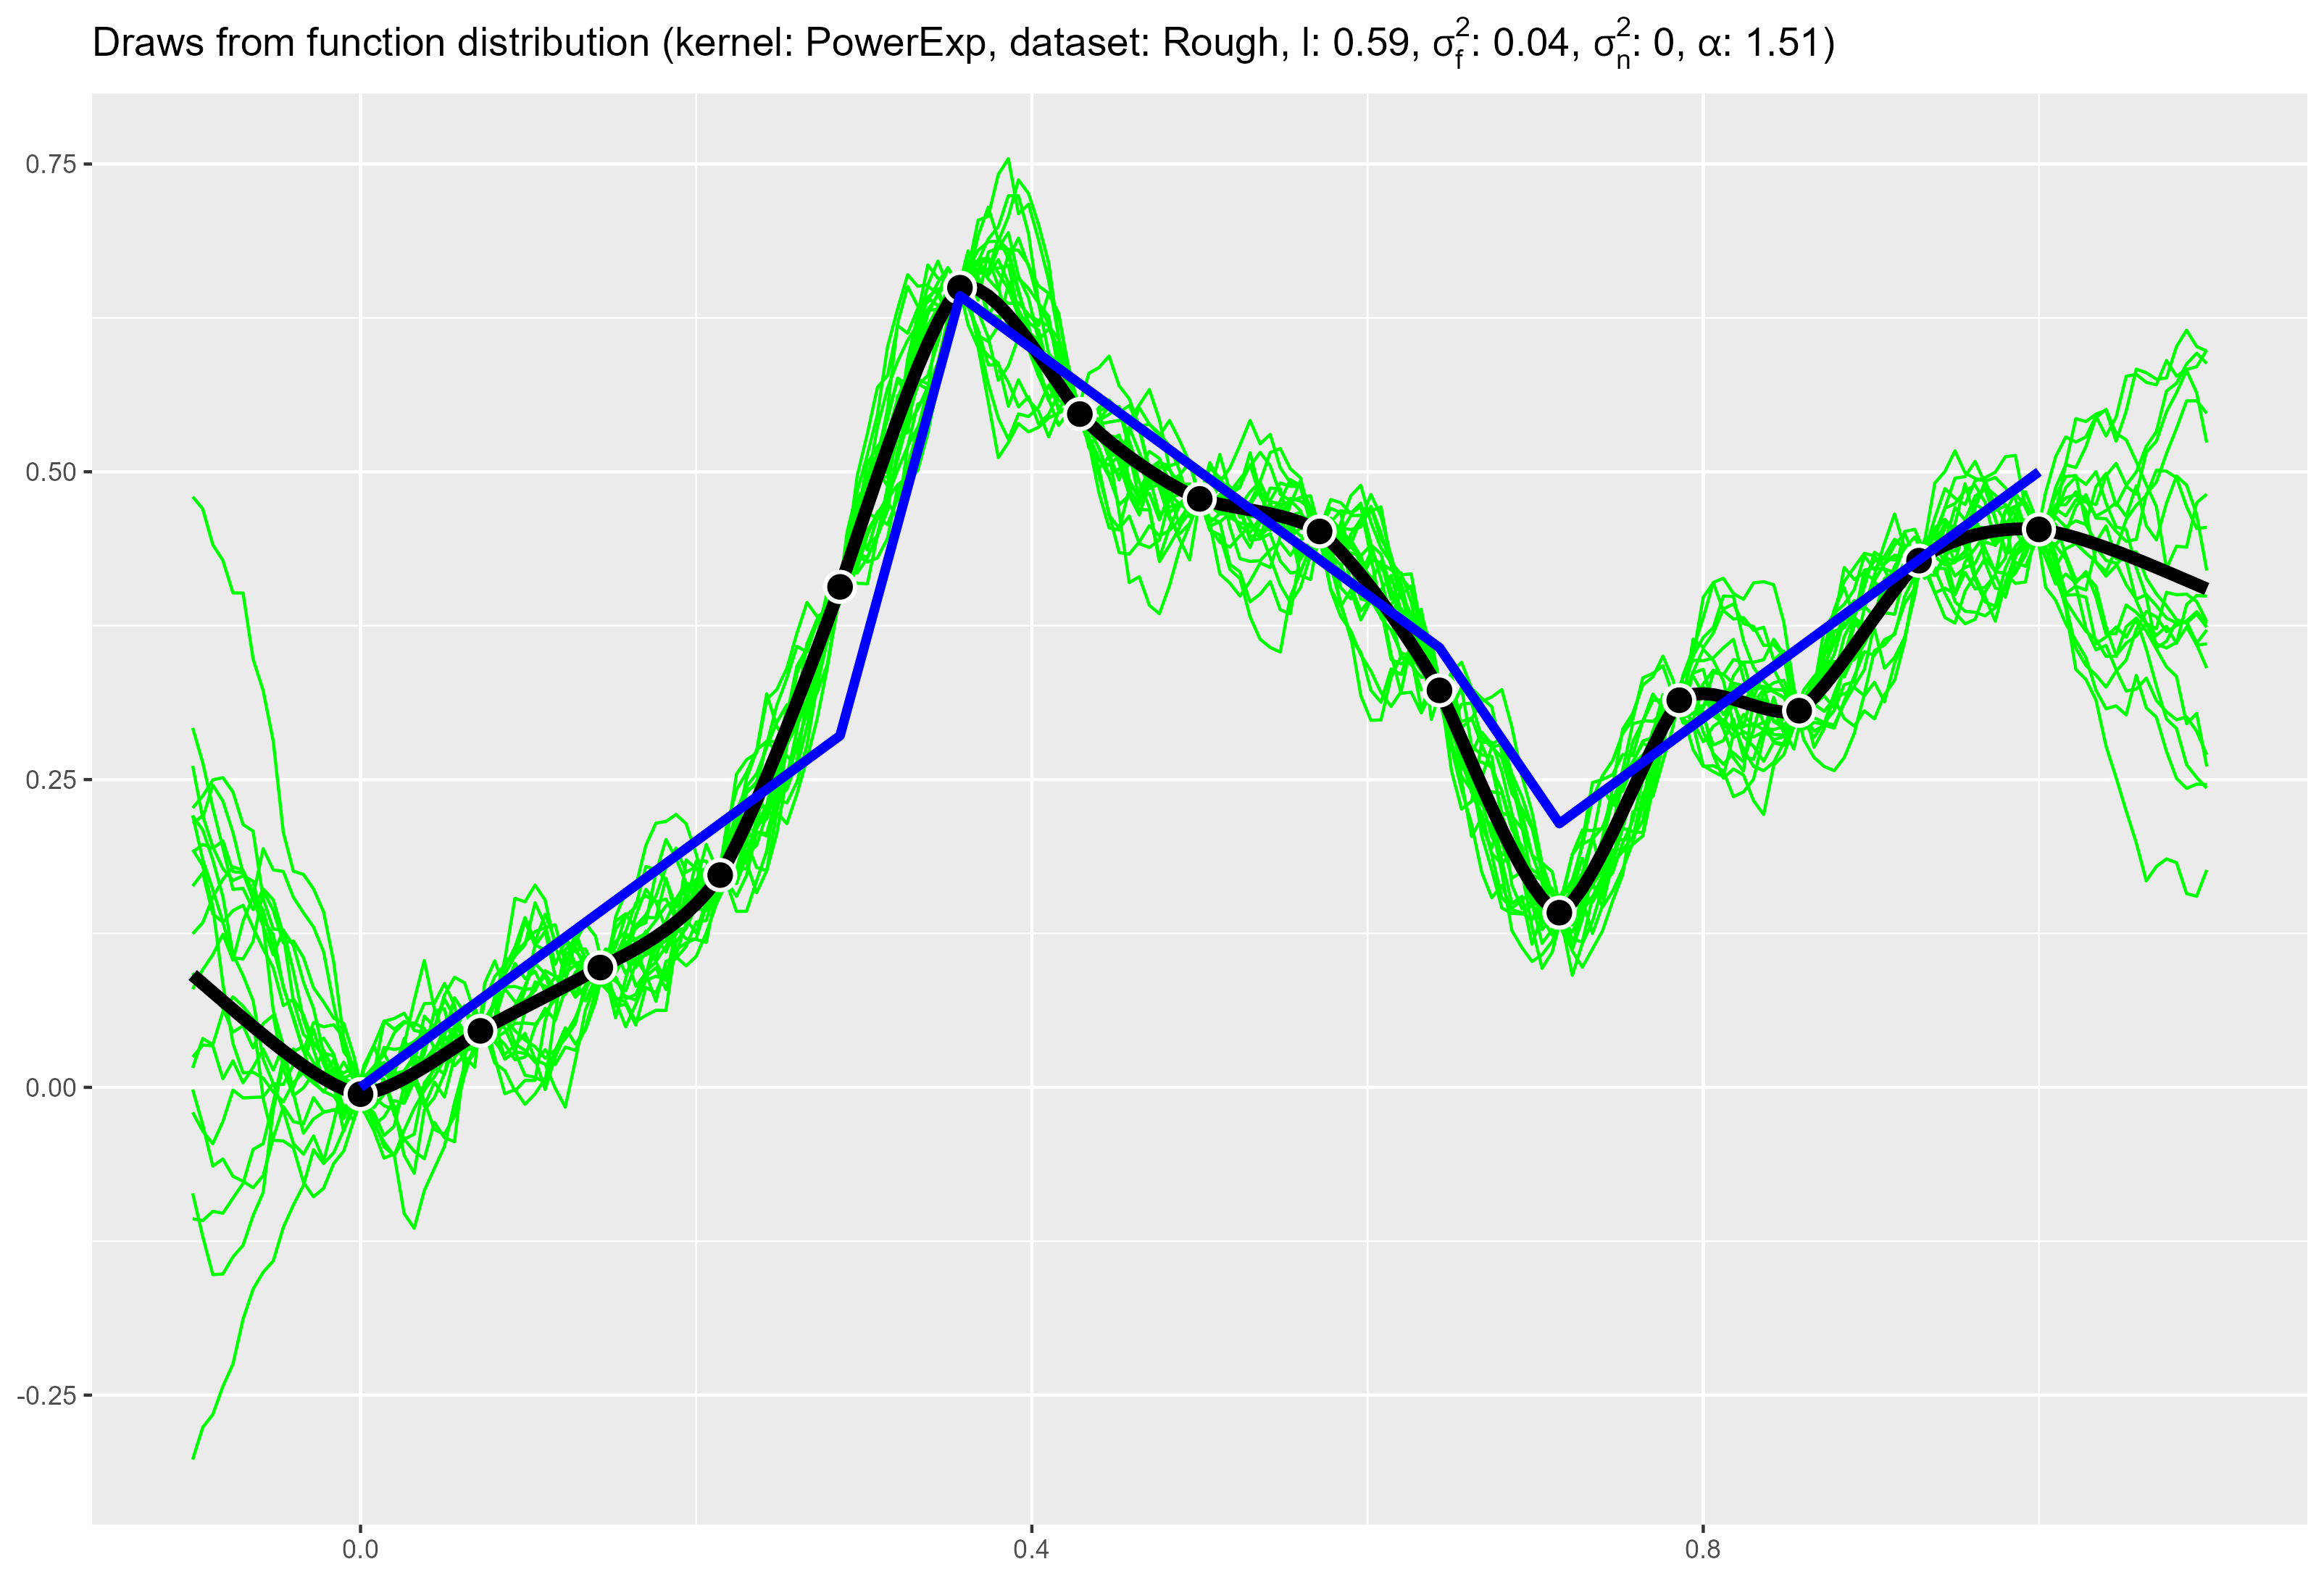 Draws from function distribution (kernel: PowerExp, dataset: Rough, l: 0.59, σ²f: 0.04, σ²n: 0, α: 1.51)
0.75
0.50
0.25
0.00
-0.25
0.0 0.4 0.8